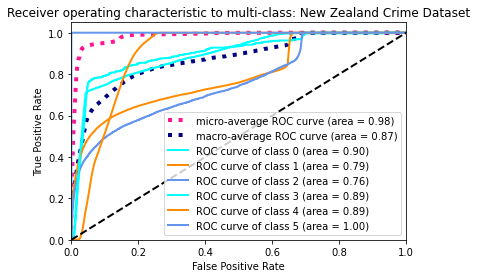 Receiver operating characteristic to multi-class: New Zealand Crime Dataset
1.0
0.8
0.6
0.4
0.2
0.0
True Positive Rate
micro-average ROC curve (area = 0.98)
macro-average ROC curve (area = 0.87)
ROC curve of class 0 (area = 0.90)
ROC curve of class 1 (area = 0.79)
ROC curve of class 2 (area = 0.76)
ROC curve of class 3 (area = 0.89)
ROC curve of class 4 (area = 0.89)
ROC curve of class 5 (area = 1.00)
0.0 0.2 0.4 0.6 0.8 1.0
False Positive Rate